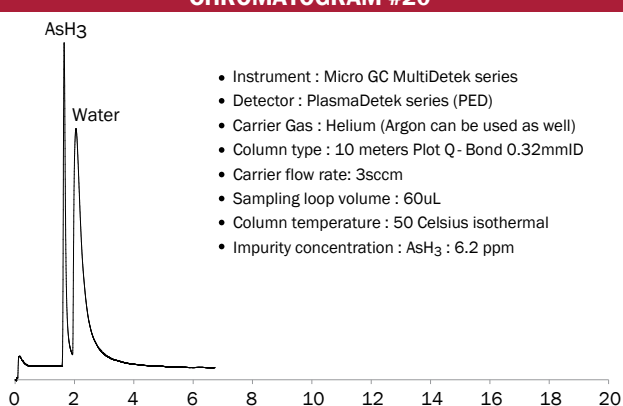 CHROMATOGRAM #20
AsH3
Water
• Instrument : Micro GC MultiDetek series
• Detector : PlasmaDetek series (PED)
• Carrier Gas : Helium (Argon can be used as well)
• Column type : 10 meters Plot Q- Bond 0.32mmID
• Carrier flow rate: 3sccm
• Sampling loop volume : 60uL
• Column temperature : 50 Celsius isothermal
• Impurity concentration : AsH3 : 6.2 ppm
0 2 4 6 8 10 12 14 16 18 20